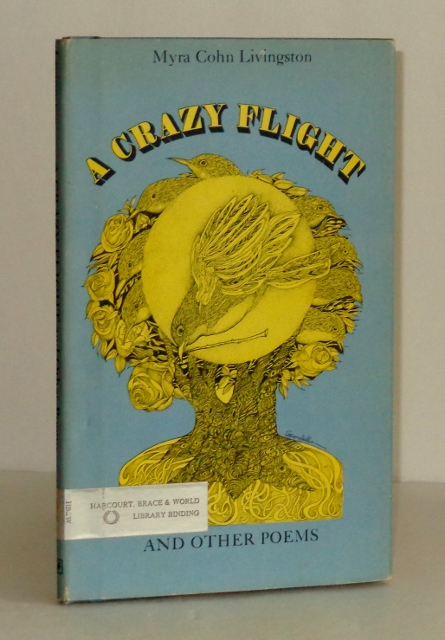 Myra Cohn Livingston
A CRAZY FLIGHT
HARCOURT, BRACE & WORLD
LIBRARY BINDING
AND OTHER POEMS